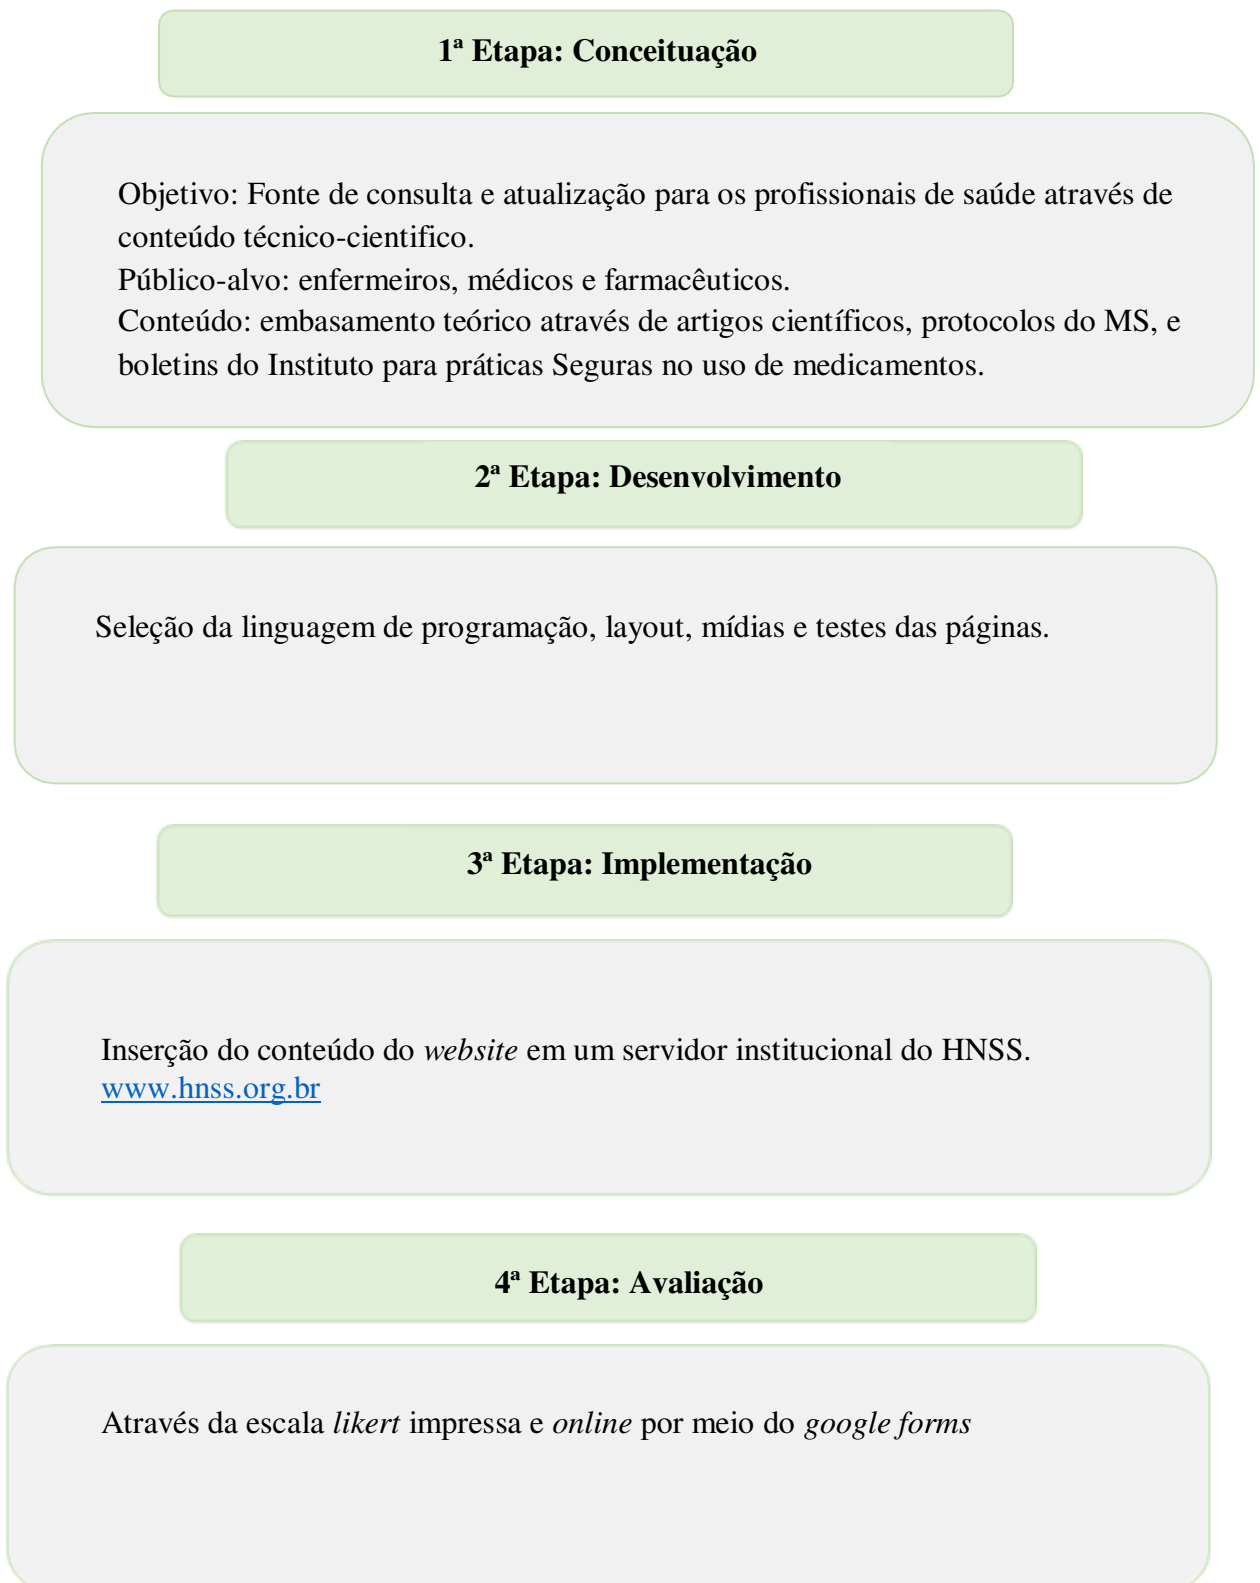 1ª Etapa: Conceituação
Objetivo: Fonte de consulta e atualização para os profissionais de saúde através de
conteúdo técnico-cientifico.
Público-alvo: enfermeiros, médicos e farmacêuticos.
Conteúdo: embasamento teórico através de artigos científicos, protocolos do MS, e
boletins do Instituto para práticas Seguras no uso de medicamentos.
2ª Etapa: Desenvolvimento
Seleção da linguagem de programação, layout, mídias e testes das páginas.
3ª Etapa: Implementação
Inserção do conteúdo do website em um servidor institucional do HNSS.
www.hnss.org.br
4ª Etapa: Avaliação
Através da escala likert impressa e online por meio do google forms